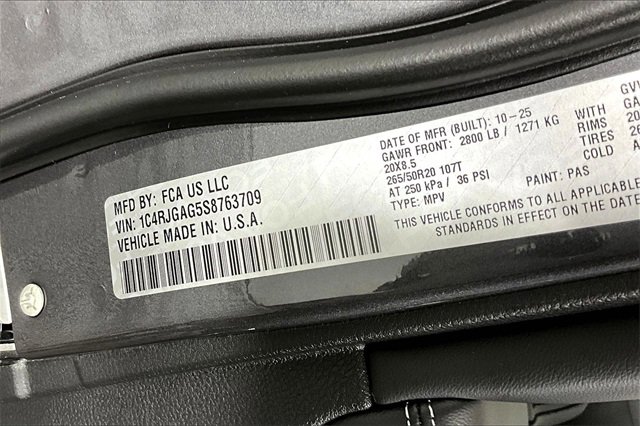 MFD BY: FCA US LLC
VIN: 1C4RJGAG5S8763709
VEHICLE MADE IN: U.S.A.
DATE OF MFR (BUILT): 10-25
GAWR FRONT: 2800 LB / 1271 KG WITH
20X8.5 RIMS
265/50R20 107T TIRES
AT 250 kPa / 36 PSI COLD
TYPE: MPV PAINT: PAS
THIS VEHICLE CONFORMS TO ALL APPLICABLE
STANDARDS IN EFFECT ON THE